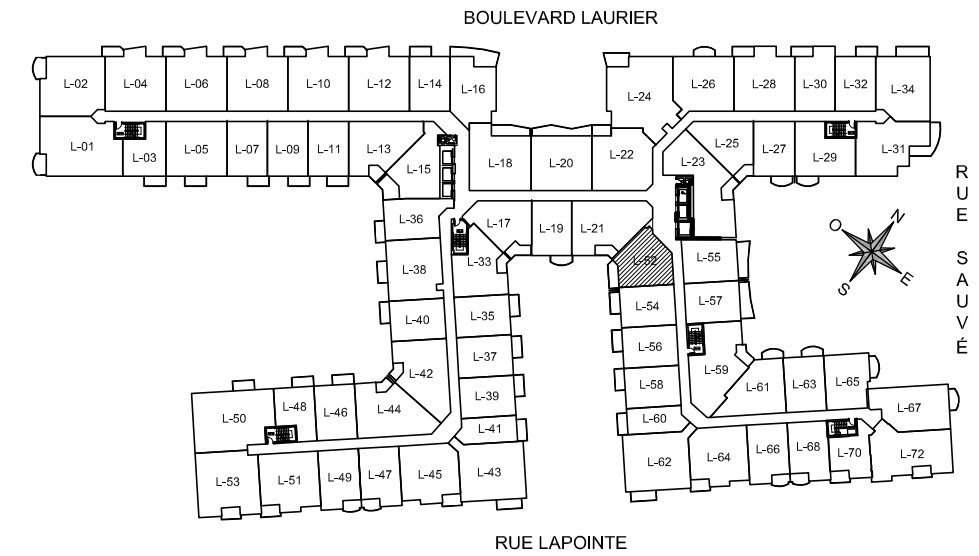 BOULEVARD LAURIER
L-02 L-04 L-06 L-08 L-10 L-12 L-14 L-16 L-24 L-26 L-28 L-30 L-32 L-34
L-01 L-03 L-05 L-07 L-09 L-11 L-13 L-15 L-18 L-20 L-22 L-23 L-25 L-27 L-29 L-31
L-36 L-17 L-19 L-21
L-38 L-33 L-52 L-55
L-40 L-35 L-54 L-57
L-42 L-37 L-56 L-59
L-39 L-58 L-61 L-63 L-65
L-50 L-48 L-46 L-44 L-41 L-60 L-67
L-53 L-51 L-49 L-47 L-45 L-43 L-62 L-64 L-66 L-68 L-70 L-72
RUE SAUVÉ
N
O
E
S
RUE LAPOINTE